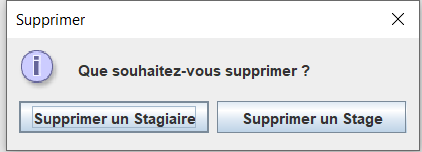 Supprimer
Que souhaitez-vous supprimer ?
Supprimer un Stagiaire
Supprimer un Stage